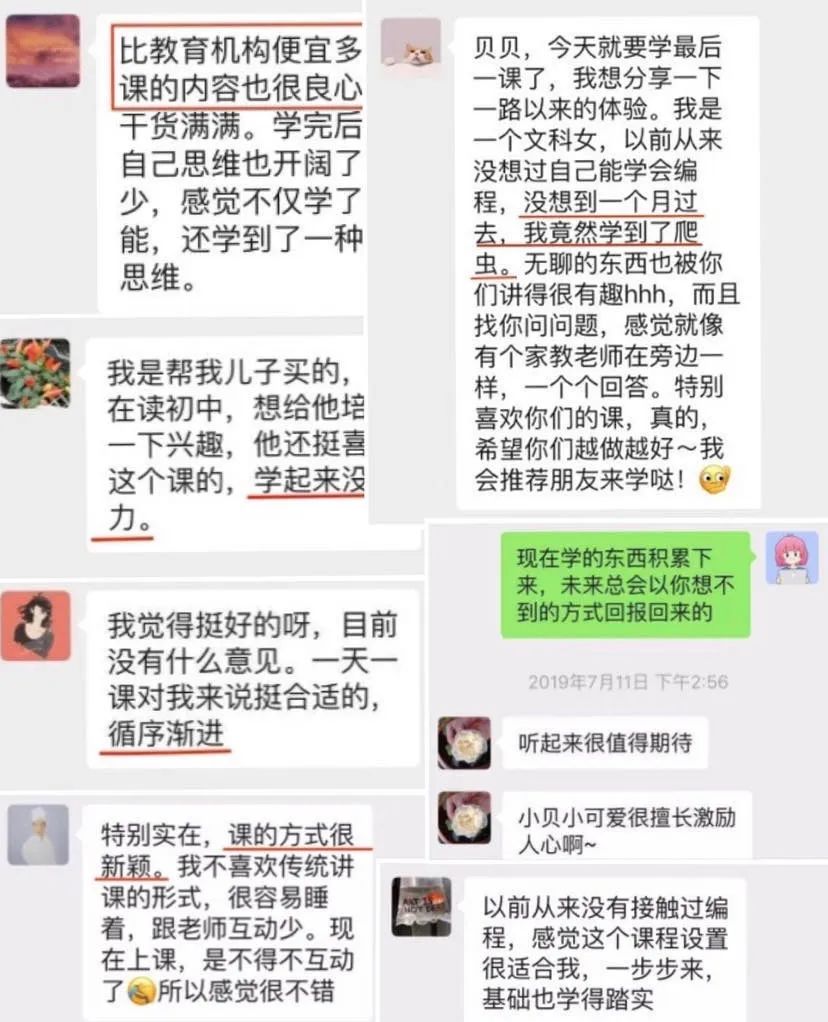 比教育机构便宜多
课的内容也很良心
干货满满。学完后
自己思维也开阔了
少，感觉不仅学了
能，还学到了一种
思维。
我是帮我儿子买的，
在读初中，想给他培
一下兴趣，他还挺喜
这个课的，学起来没
力。
我觉得挺好的呀，目前
没有什么意见。一天一
课对我来说挺合适的，
循序渐进
特别实在，课的方式很
新颖。我不喜欢传统讲
课的形式，很容易睡
着，跟老师互动少。现
在上课，是不得不互动
了所以感觉很不错
贝贝，今天就要学最后
一课了，我想分享一下
一路以来的体验。我是
一个文科女，以前从来
没想过自己能学会编
程，没想到一个月过
去，我竟然学到了爬
虫。无聊的东西也被你
们讲得很有趣hhh，而且
找你问问题，感觉就像
有个家教老师在旁边一
样，一个个回答。特别
喜欢你们的课，真的，
希望你们越做越好～我
会推荐朋友来学哒！
现在学的东西积累下
来，未来总会以你想不
到的方式回报回来的
2019年7月11日 下午2:56
听起来很值得期待
小贝小可爱很擅长激励
人心啊~
以前从来没有接触过编
程，感觉这个课程设置
很适合我，一步步来，
基础也学得踏实